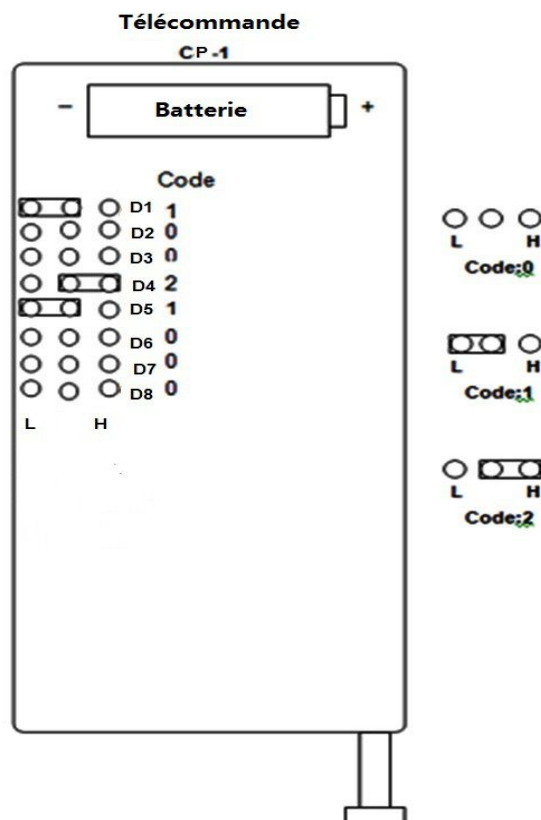 Télécommande
CP-1
− Batterie +
Code
D1 1
D2 0
D3 0
D4 2
D5 1
D6 0
D7 0
D8 0
L H
L H
Code:0
L H
Code:1
L H
Code:2